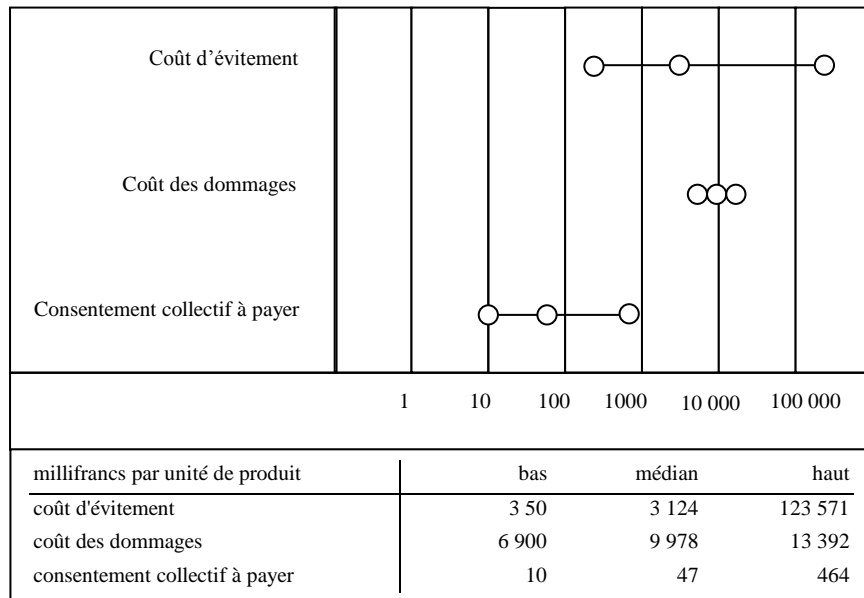 Coût d’évitement
Coût des dommages
Consentement collectif à payer
1 10 100 1000 10 000 100 000
millifrancs par unité de produit bas médian haut
coût d'évitement 3 50 3 124 123 571
coût des dommages 6 900 9 978 13 392
consentement collectif à payer 10 47 464